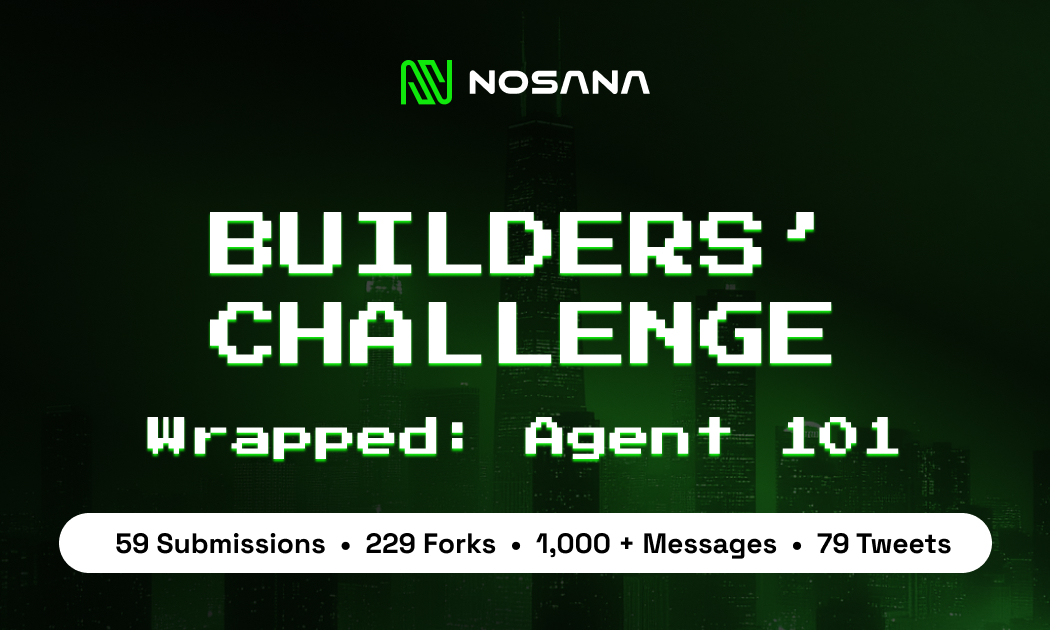 NOSANA
BUILDERS'
CHALLENGE
Wrapped: Agent 101
59 Submissions • 229 Forks • 1,000 + Messages • 79 Tweets